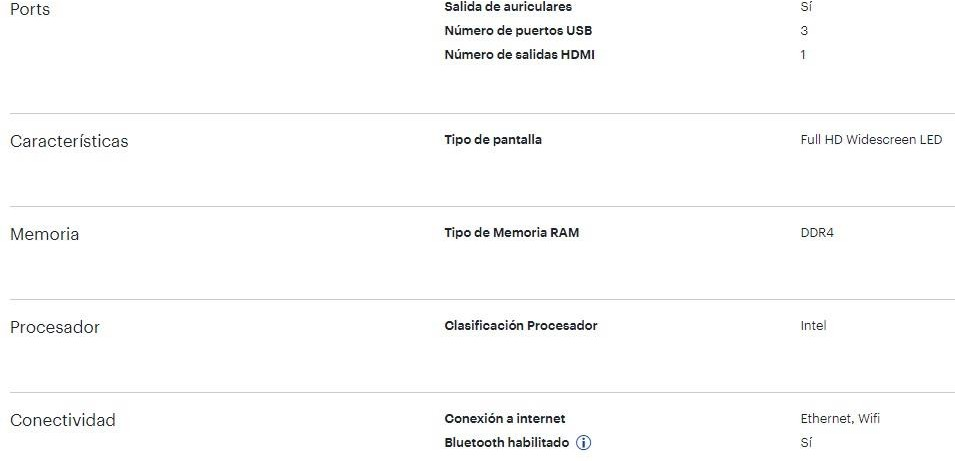 Ports Salida de auriculares Sí
Número de puertos USB 3
Número de salidas HDMI 1
Características Tipo de pantalla Full HD Widescreen LED
Memoria Tipo de Memoria RAM DDR4
Procesador Clasificación Procesador Intel
Conectividad Conexión a internet Ethernet, Wifi
Bluetooth habilitado i Sí